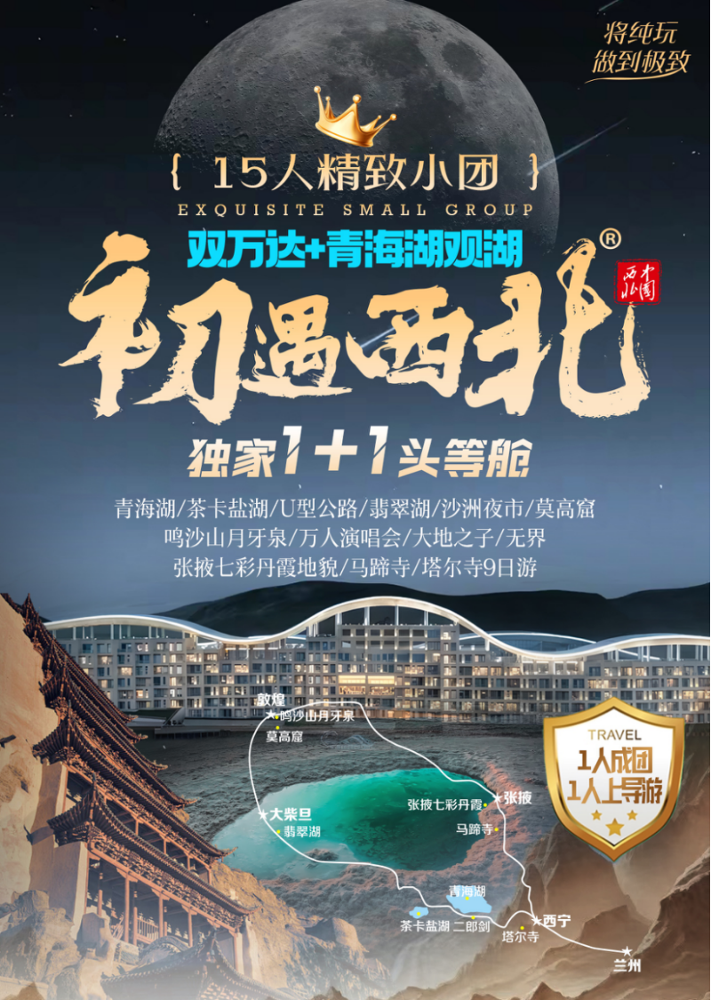 将纯玩
做到极致
{ 15人精致小团 }
EXQUISITE SMALL GROUP
双万达+青海湖观湖
初遇西北®
中国
西北
独家1+1头等舱
青海湖/茶卡盐湖/U型公路/翡翠湖/沙洲夜市/莫高窟
鸣沙山月牙泉/万人演唱会/大地之子/无界
张掖七彩丹霞地貌/马蹄寺/塔尔寺9日游
敦煌
鸣沙山月牙泉
莫高窟
TRAVEL
1人成团
1人上导游
张掖
张掖七彩丹霞
大柴旦
翡翠湖
马蹄寺
青海湖
茶卡盐湖
二郎剑
西宁
塔尔寺
兰州